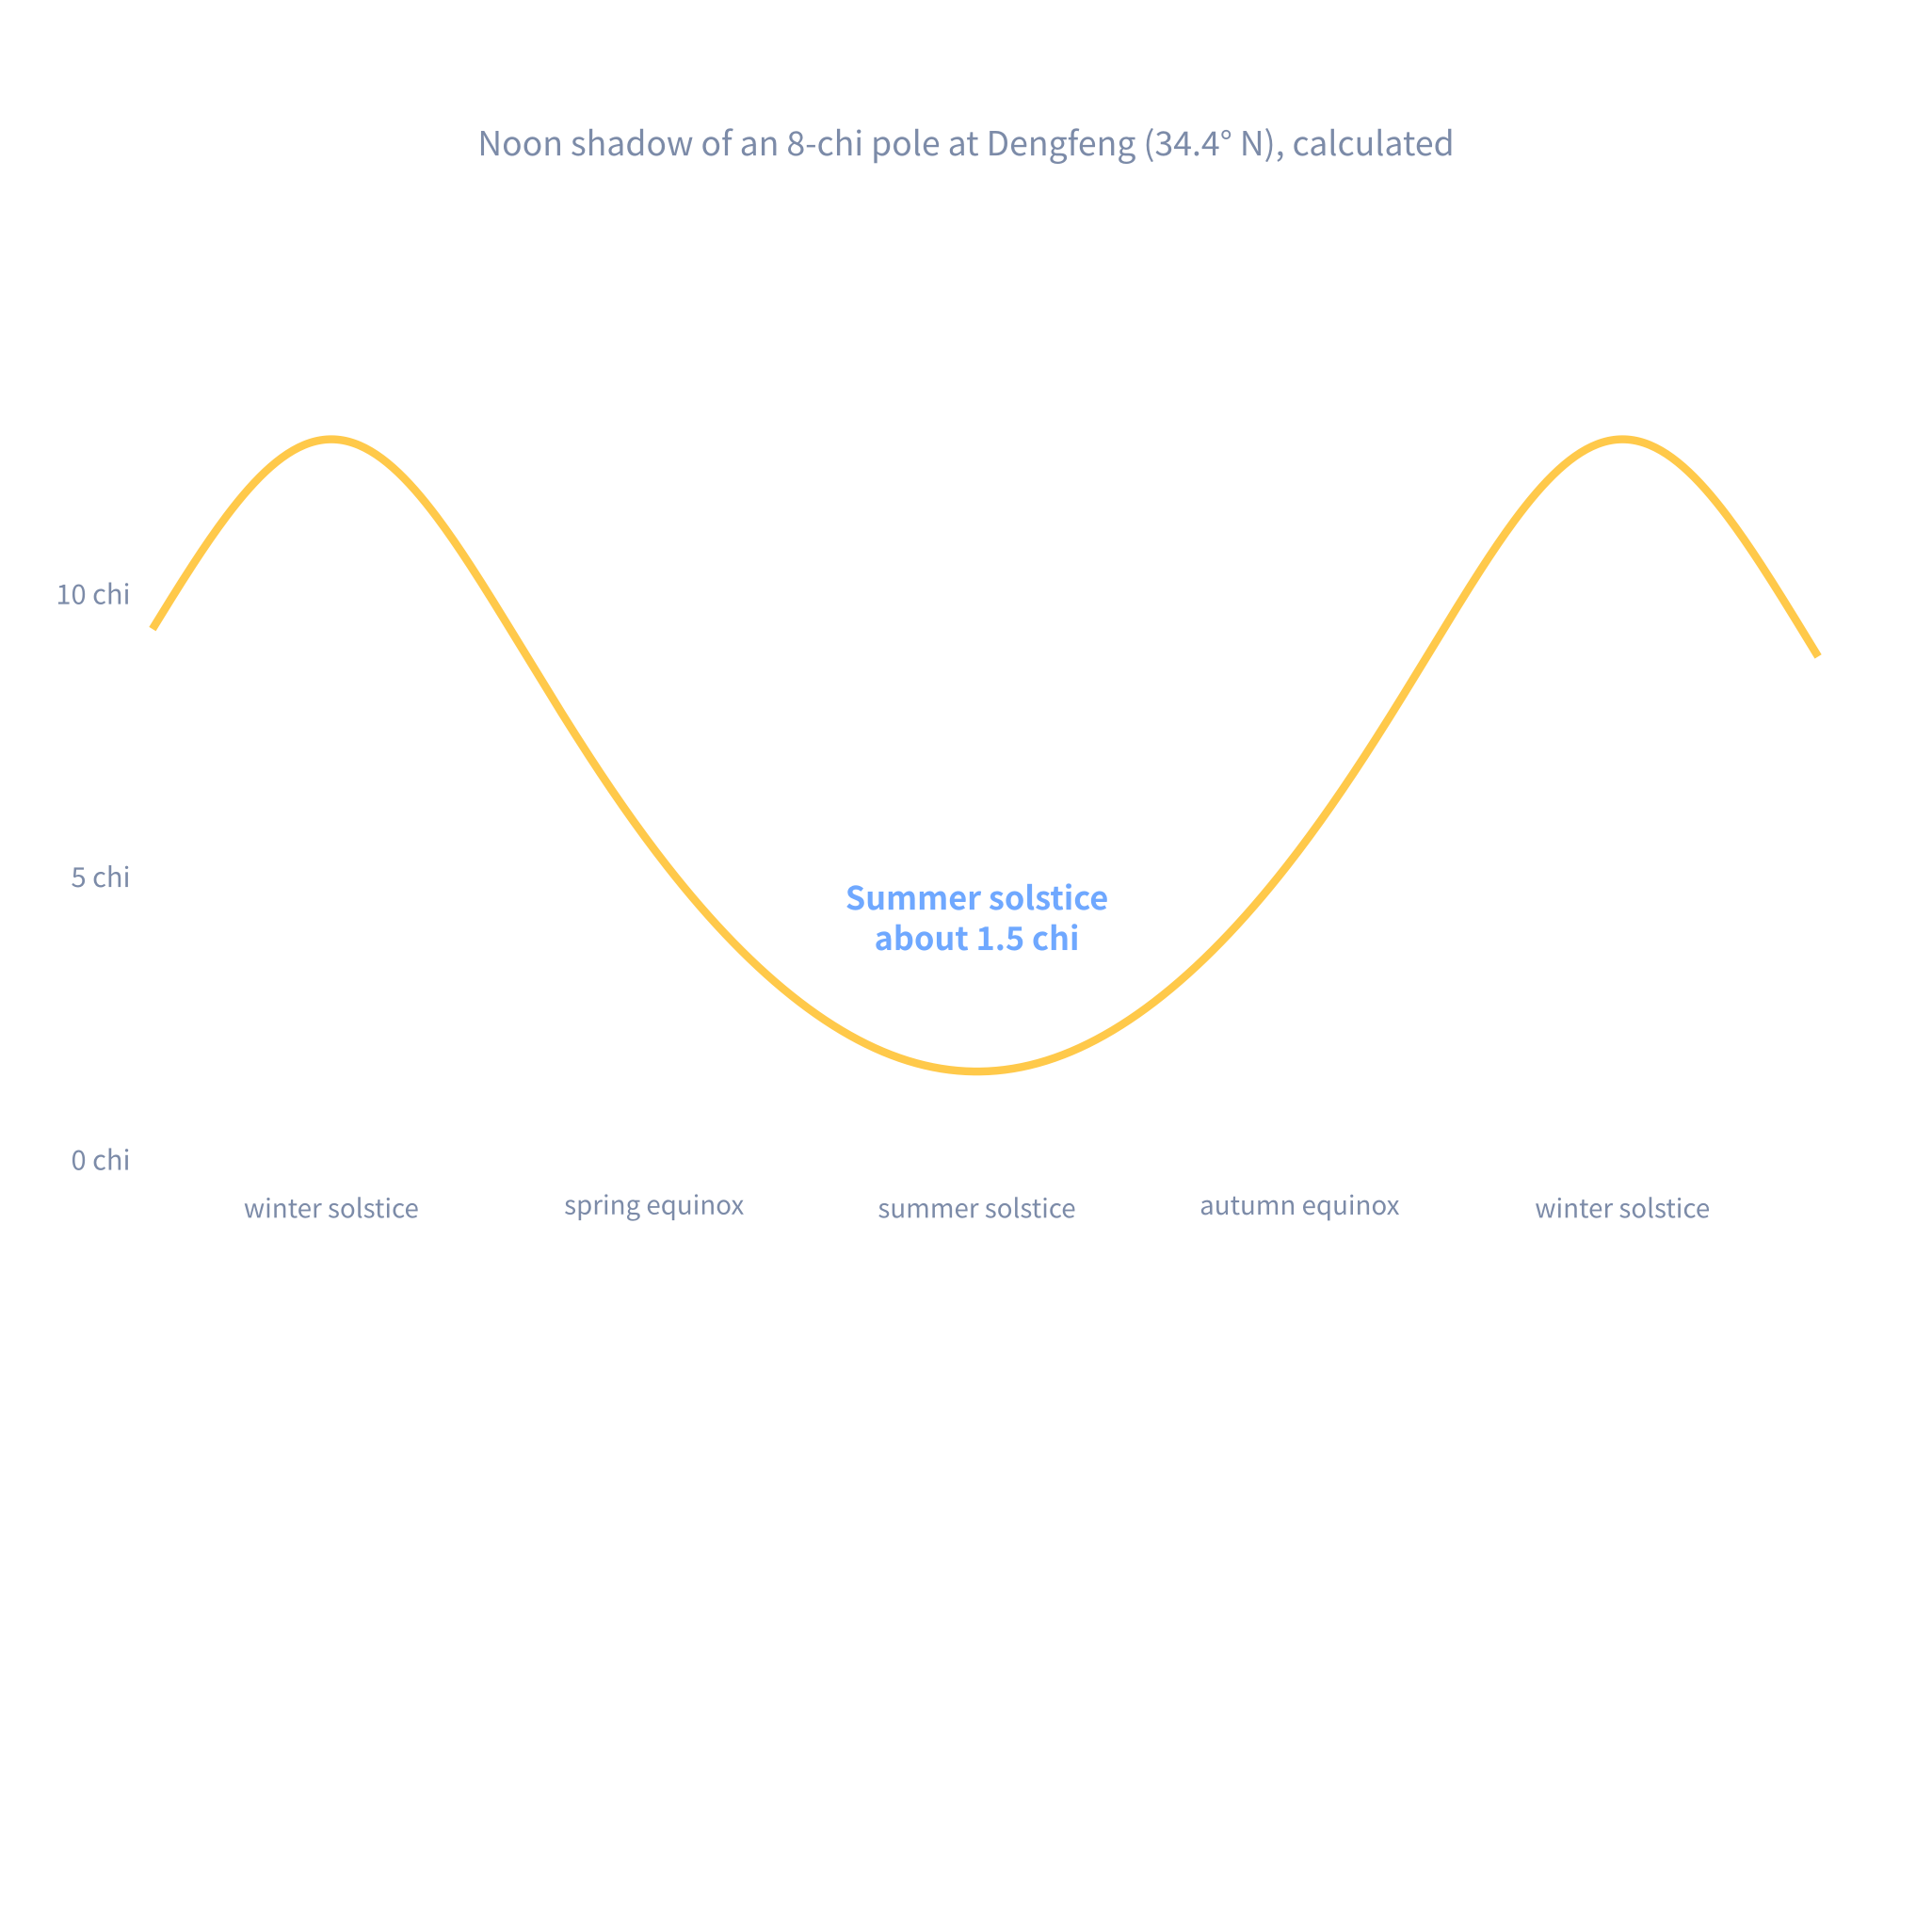 Noon shadow of an 8-chi pole at Dengfeng (34.4° N), calculated
10 chi
5 chi
Summer solstice
about 1.5 chi
0 chi
winter solstice
spring equinox
summer solstice
autumn equinox
winter solstice